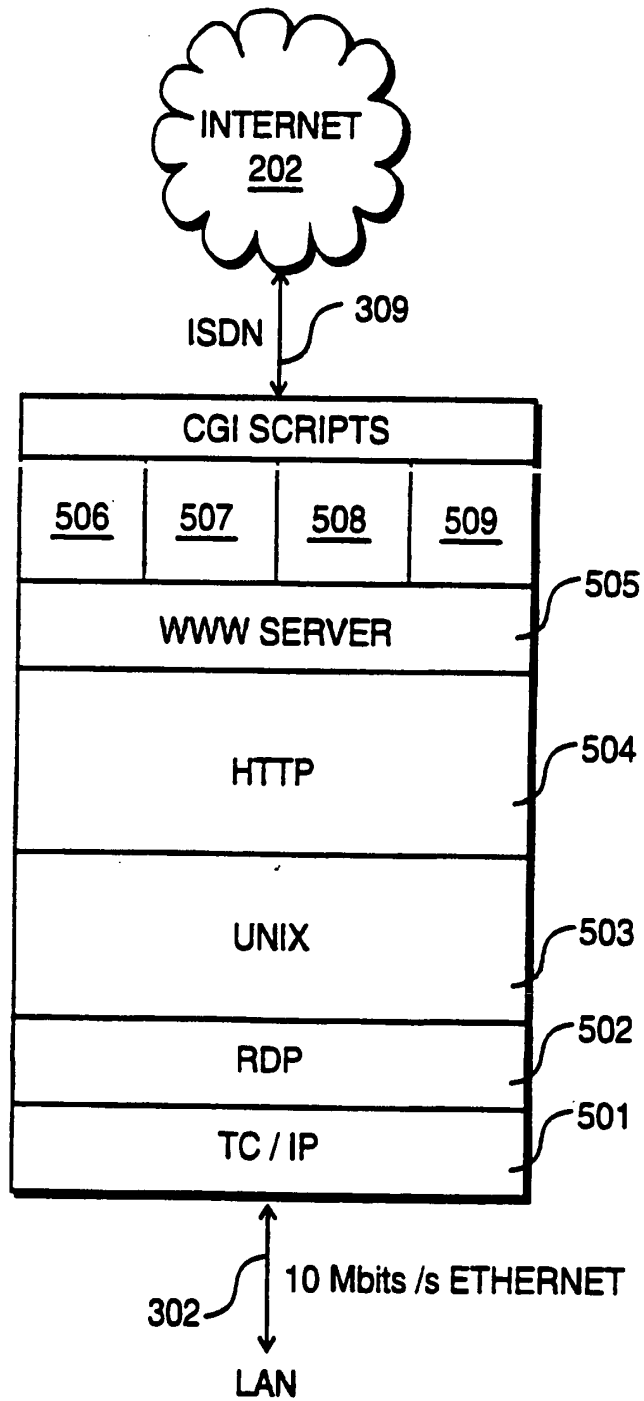 INTERNET
202
ISDN
309
CGI SCRIPTS
506 507 508 509
505
WWW SERVER
504
HTTP
UNIX
503
502
RDP
501
TC / IP
302
10 Mbits /s ETHERNET
LAN